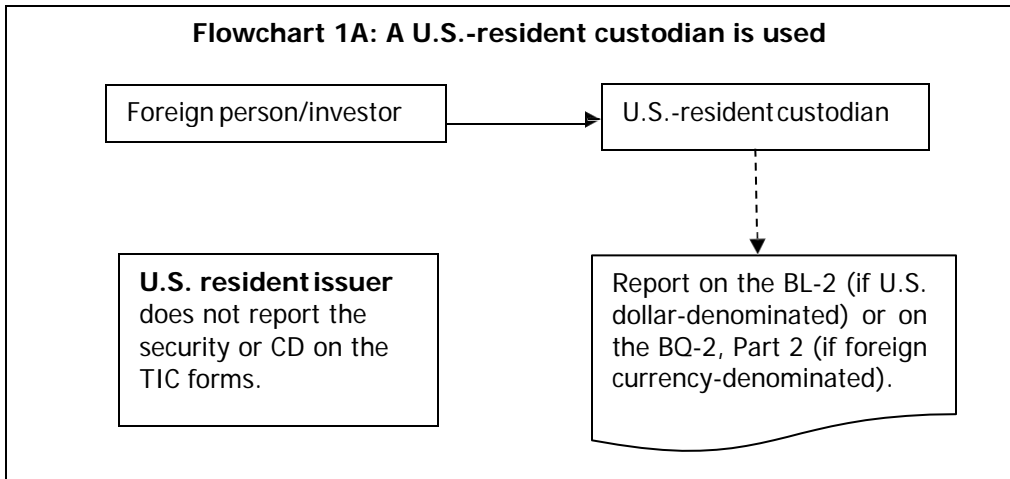 Flowchart 1A: A U.S.-resident custodian is used
Foreign person/investor
U.S.-resident custodian
U.S. resident issuer
does not report the
security or CD on the
TIC forms.
Report on the BL-2 (if U.S.
dollar-denominated) or on
the BQ-2, Part 2 (if foreign
currency-denominated).